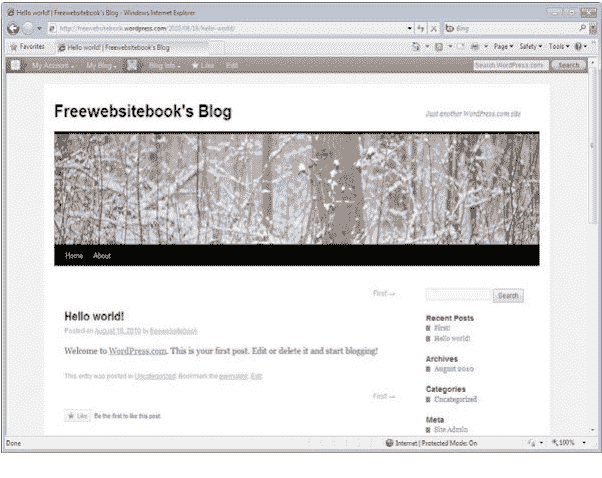 Hello world! | Freewebsitebook's Blog - Windows Internet Explorer
http://freewebsitebook.wordpress.com/2010/08/18/hello-world/
Bing
Favorites
Hello world! | Freewebsitebook's Blog
Page
Safety
Tools
My Account
My Blog
Blog Info
Like
Edit
Search WordPress.com
Search
Freewebsitebook's Blog
Just another WordPress.com site
Home About
First →
Search
Hello world!
Posted on August 18, 2010 by freewebsitebook
Welcome to WordPress.com. This is your first post. Edit or delete it and start blogging!
This entry was posted in Uncategorized. Bookmark the permalink. Edit
First →
Like Be the first to like this post.
Recent Posts
First!
Hello world!
Archives
August 2010
Categories
Uncategorized
Meta
Site Admin
Done
Internet | Protected Mode: On
100%